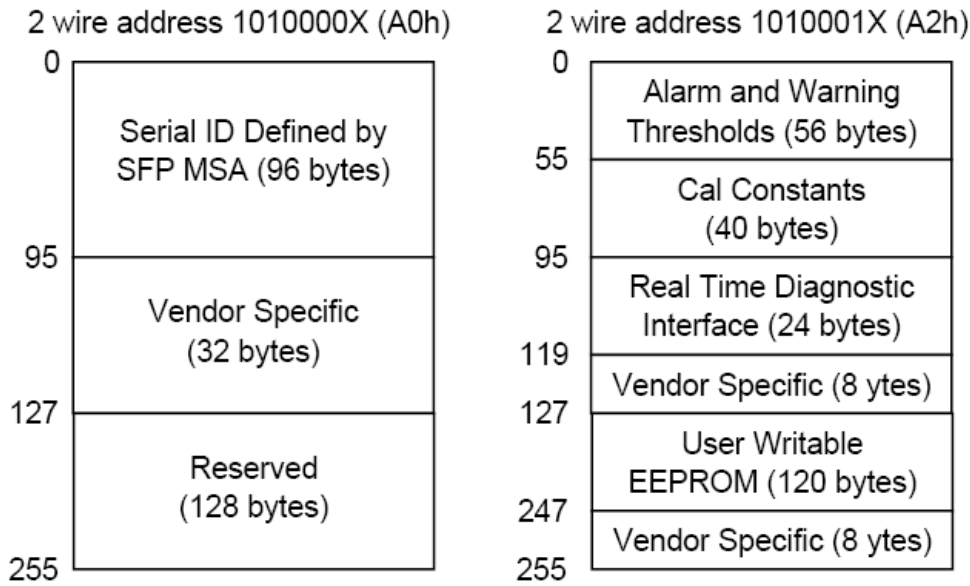 2 wire address 1010000X (A0h)
0
Serial ID Defined by
SFP MSA (96 bytes)
95
Vendor Specific
(32 bytes)
127
Reserved
(128 bytes)
255
2 wire address 1010001X (A2h)
0
Alarm and Warning
Thresholds (56 bytes)
55
Cal Constants
(40 bytes)
95
Real Time Diagnostic
Interface (24 bytes)
119
Vendor Specific (8 ytes)
127
User Writable
EEPROM (120 bytes)
247
Vendor Specific (8 ytes)
255